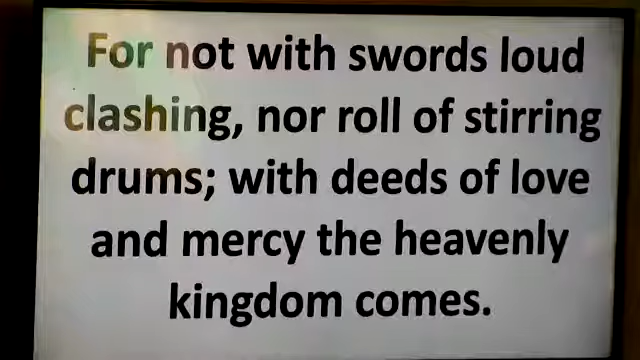 For not with swords loud
clashing, nor roll of stirring
drums; with deeds of love
and mercy the heavenly
kingdom comes.